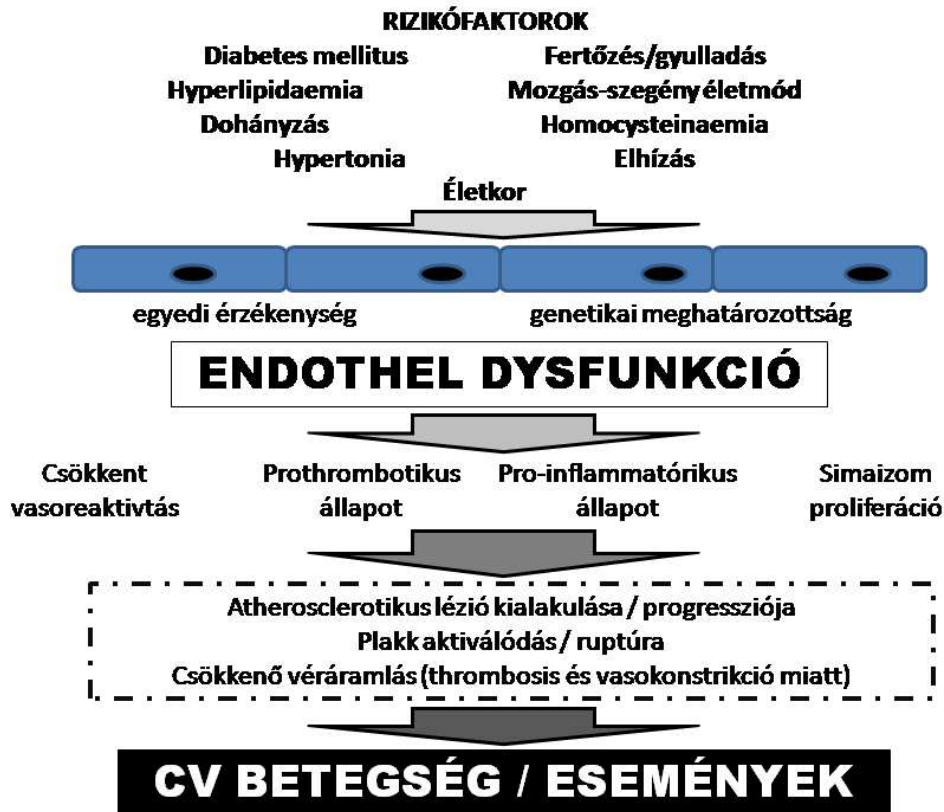 RIZIKÓFAKTOROK
Diabetes mellitus Fertőzés/gyulladás
Hyperlipidaemia Mozgás-szegény életmód
Dohányzás Homocysteinaemia
Hypertonia Elhízás
Életkor
egyedi érzékenység genetikai meghatározottság
ENDOTHEL DYSFUNKCIÓ
Csökkent Prothrombotikus Pro-inflammatórikus Simaizom
vasoreaktivtás állapot állapot proliferáció
Atherosclerotikus lézió kialakulása / progressziója
Plakk aktiválódás / ruptúra
Csökkenő véráramlás (thrombosis és vasokonstrikció miatt)
CV BETEGSÉG / ESEMÉNYEK